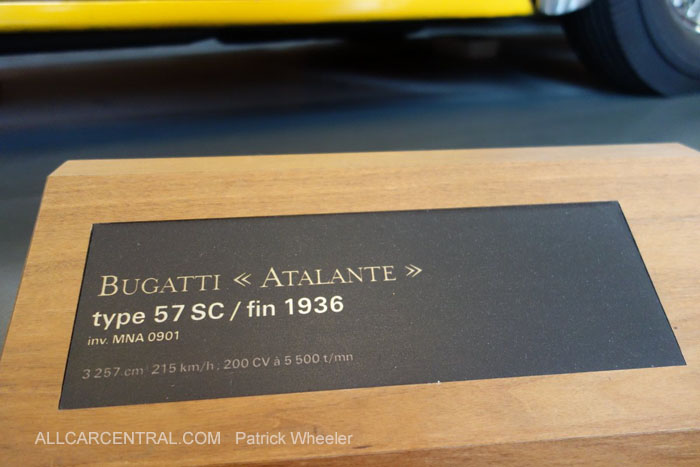 BUGATTI « ATALANTE »
type 57 SC / fin 1936
inv. MNA 0901
3 257 cm³ 215 km/h ; 200 CV à 5 500 t/mn
ALLCARCENTRAL.COM Patrick Wheeler